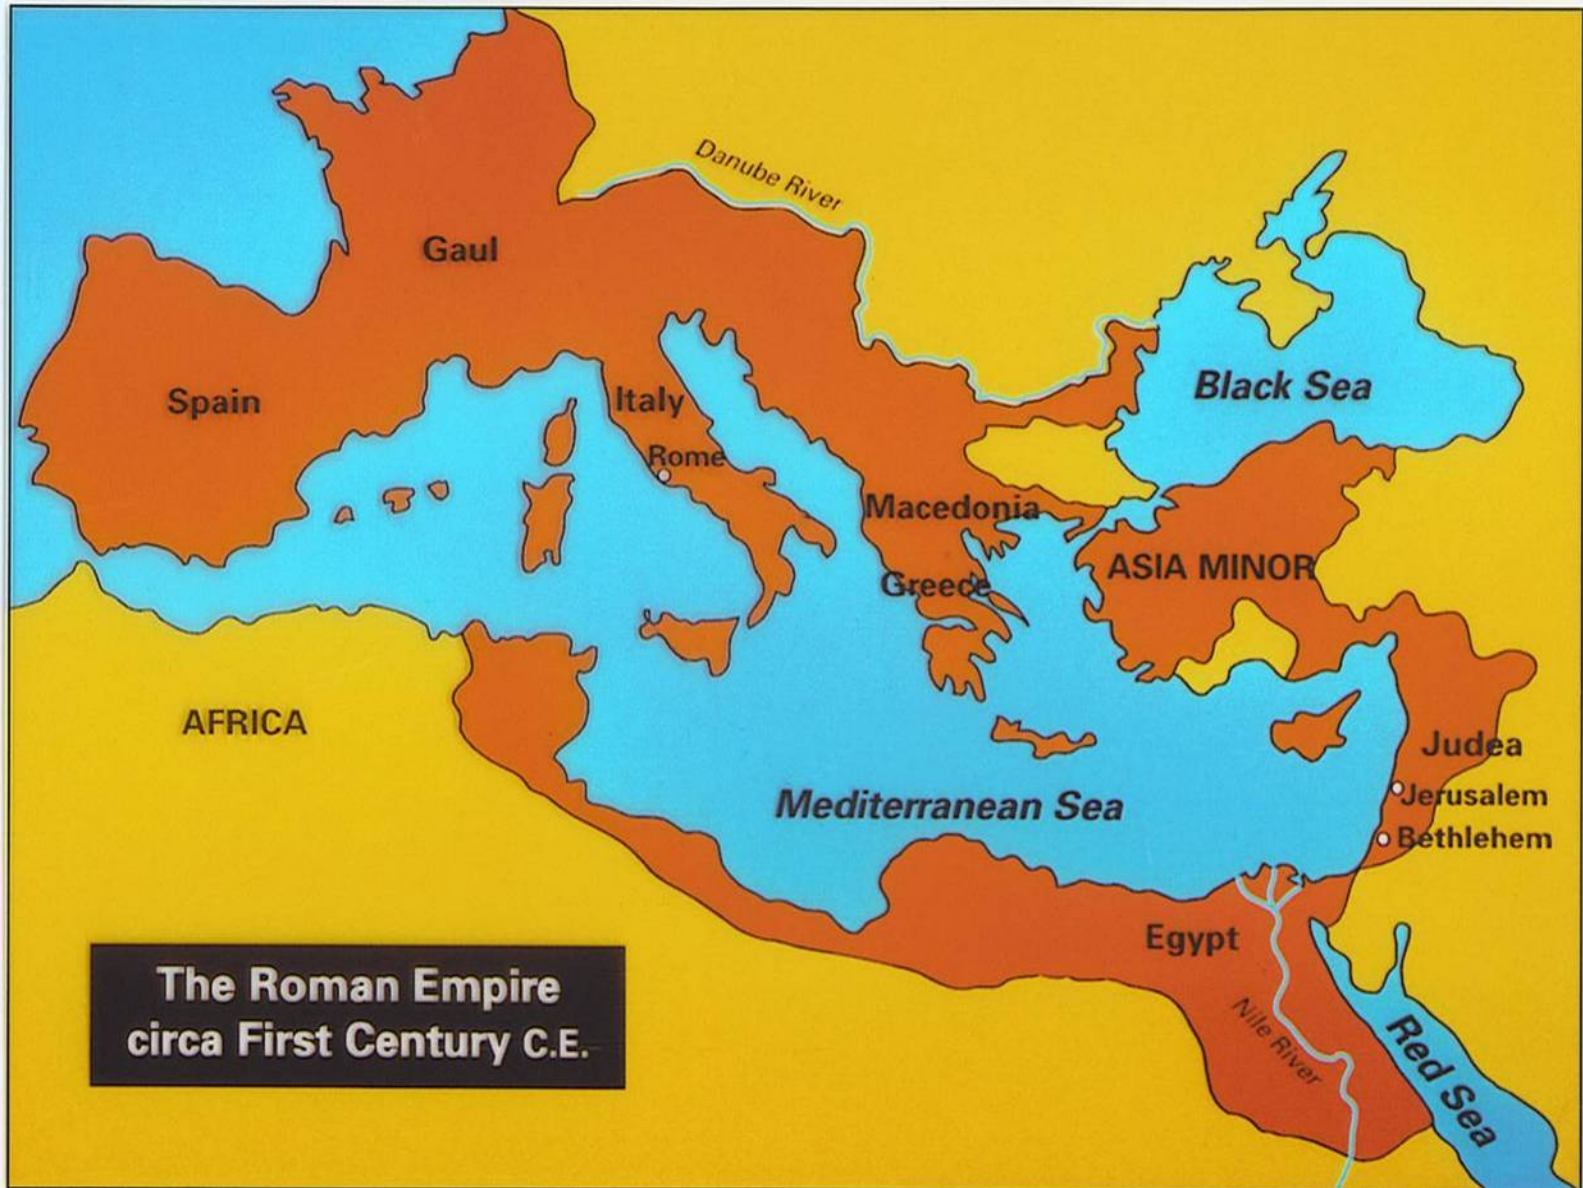 Danube River
Gaul
Spain
Italy
Rome
Black Sea
Macedonia
ASIA MINOR
Greece
AFRICA
Judea
Jerusalem
Bethlehem
Mediterranean Sea
Egypt
Nile River
Red Sea
The Roman Empire
circa First Century C.E.